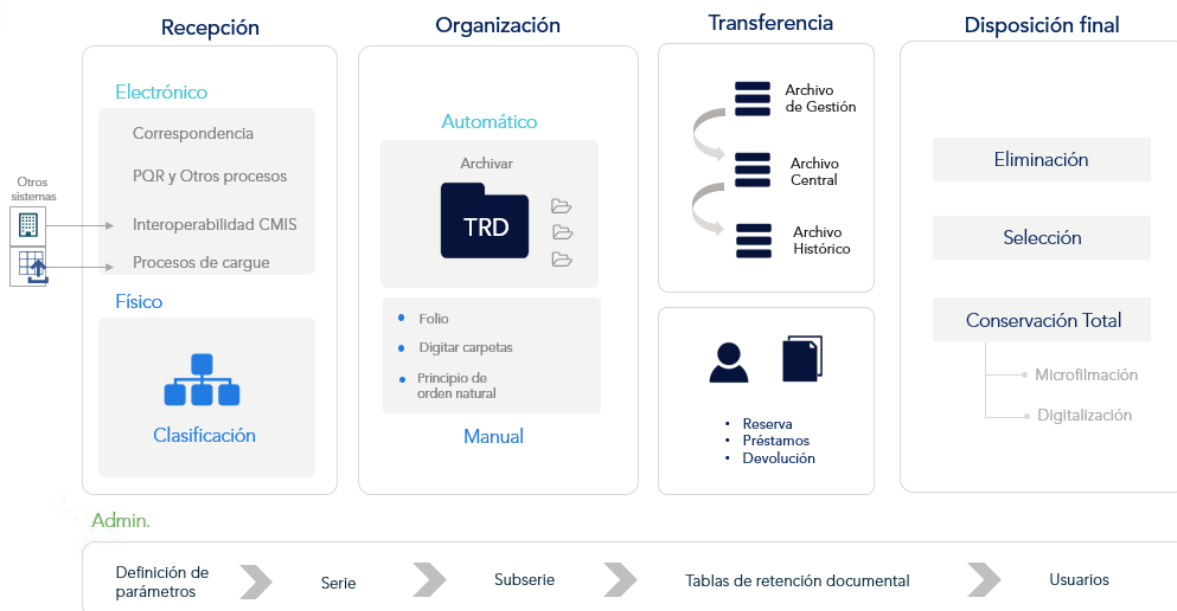 Recepción
Electrónico
Correspondencia
PQR y Otros procesos
Otros
sistemas
Interoperabilidad CMIS
Procesos de cargue
Físico
Clasificación
Organización
Automático
Archivar
TRD
Folio
Digitar carpetas
Principio de
orden natural
Manual
Transferencia
Archivo
de Gestión
Archivo
Central
Archivo
Histórico
Reserva
Préstamos
Devolución
Disposición final
Eliminación
Selección
Conservación Total
Microfilmación
Digitalización
Admin.
Definición de
parámetros
Serie
Subserie
Tablas de retención documental
Usuarios